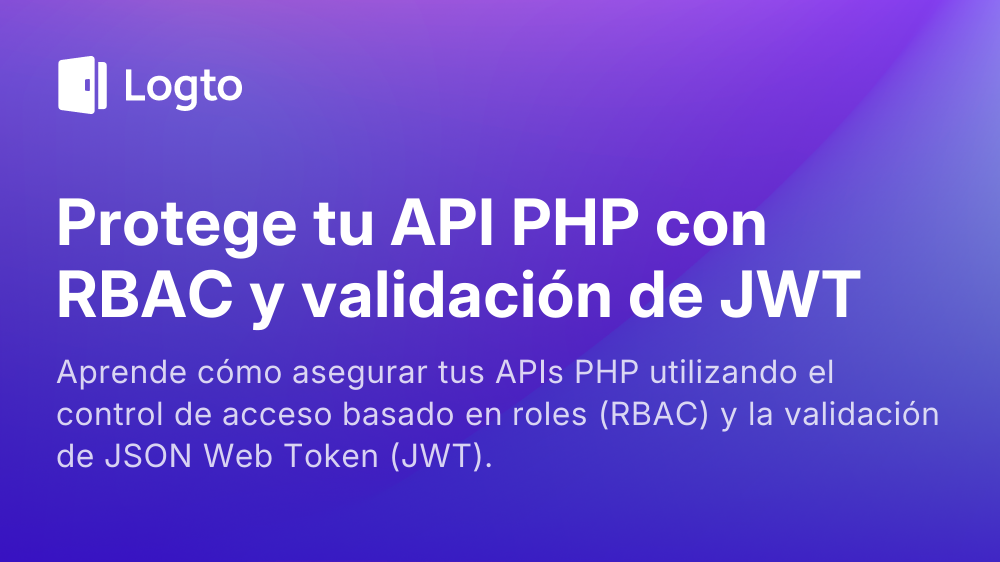 Logto
Protege tu API PHP con
RBAC y validación de JWT
Aprende cómo asegurar tus APIs PHP utilizando el
control de acceso basado en roles (RBAC) y la validación
de JSON Web Token (JWT).